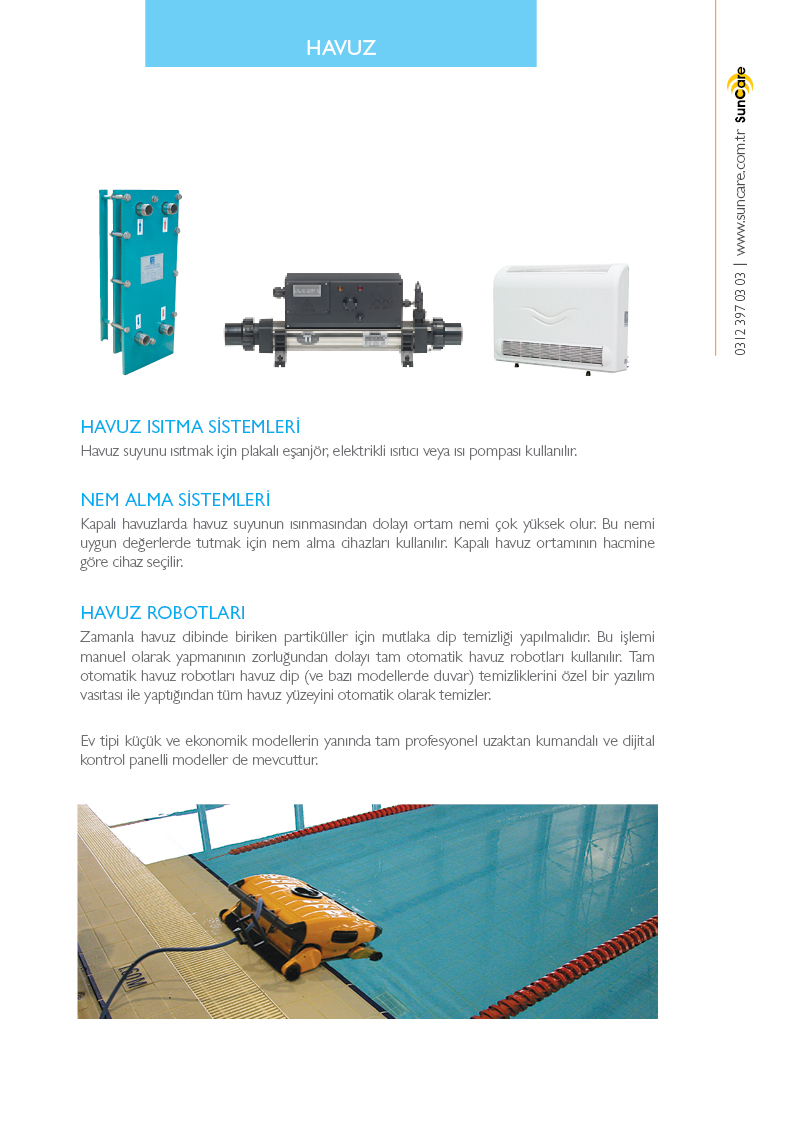 HAVUZ
0312 397 03 03 | www.suncare.com.tr SunCare
HAVUZ ISITMA SİSTEMLERİ
Havuz suyunu ısıtmak için plakalı eşanjör, elektrikli ısıtıcı veya ısı pompası kullanılır.
NEM ALMA SİSTEMLERİ
Kapalı havuzlarda havuz suyunun ısınmasından dolayı ortam nemi çok yüksek olur. Bu nemi
uygun değerlerde tutmak için nem alma cihazları kullanılır. Kapalı havuz ortamının hacmine
göre cihaz seçilir.
HAVUZ ROBOTLARI
Zamanla havuz dibinde biriken partiküller için mutlaka dip temizliği yapılmalıdır. Bu işlemi
manuel olarak yapmanının zorluğundan dolayı tam otomatik havuz robotları kullanılır. Tam
otomatik havuz robotları havuz dip (ve bazı modellerde duvar) temizliklerini özel bir yazılım
vasıtası ile yaptığından tüm havuz yüzeyini otomatik olarak temizler.
Ev tipi küçük ve ekonomik modellerin yanında tam profesyonel uzaktan kumandalı ve dijital
kontrol panelli modeller de mevcuttur.